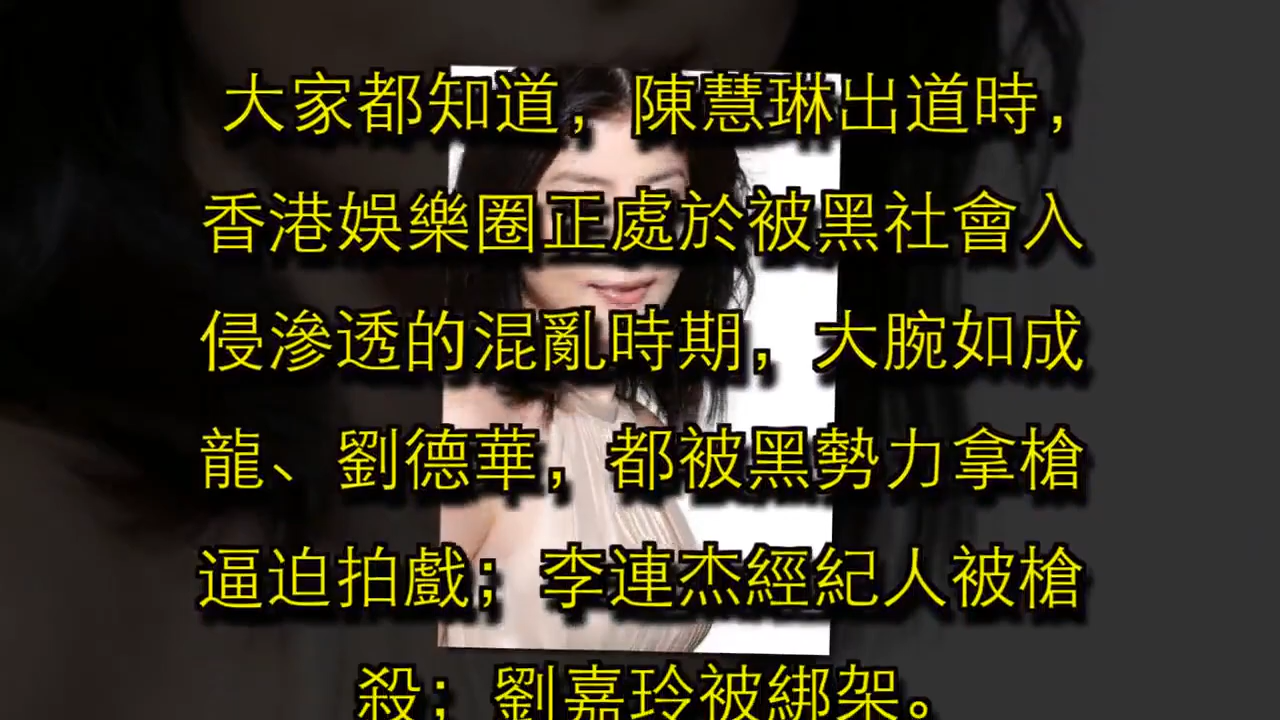 大家都知道，陳慧琳出道時，
香港娛樂圈正處於被黑社會入
侵滲透的混亂時期，大腕如成
龍、劉德華，都被黑勢力拿槍
逼迫拍戲；李連杰經紀人被槍
殺；劉嘉玲被綁架。